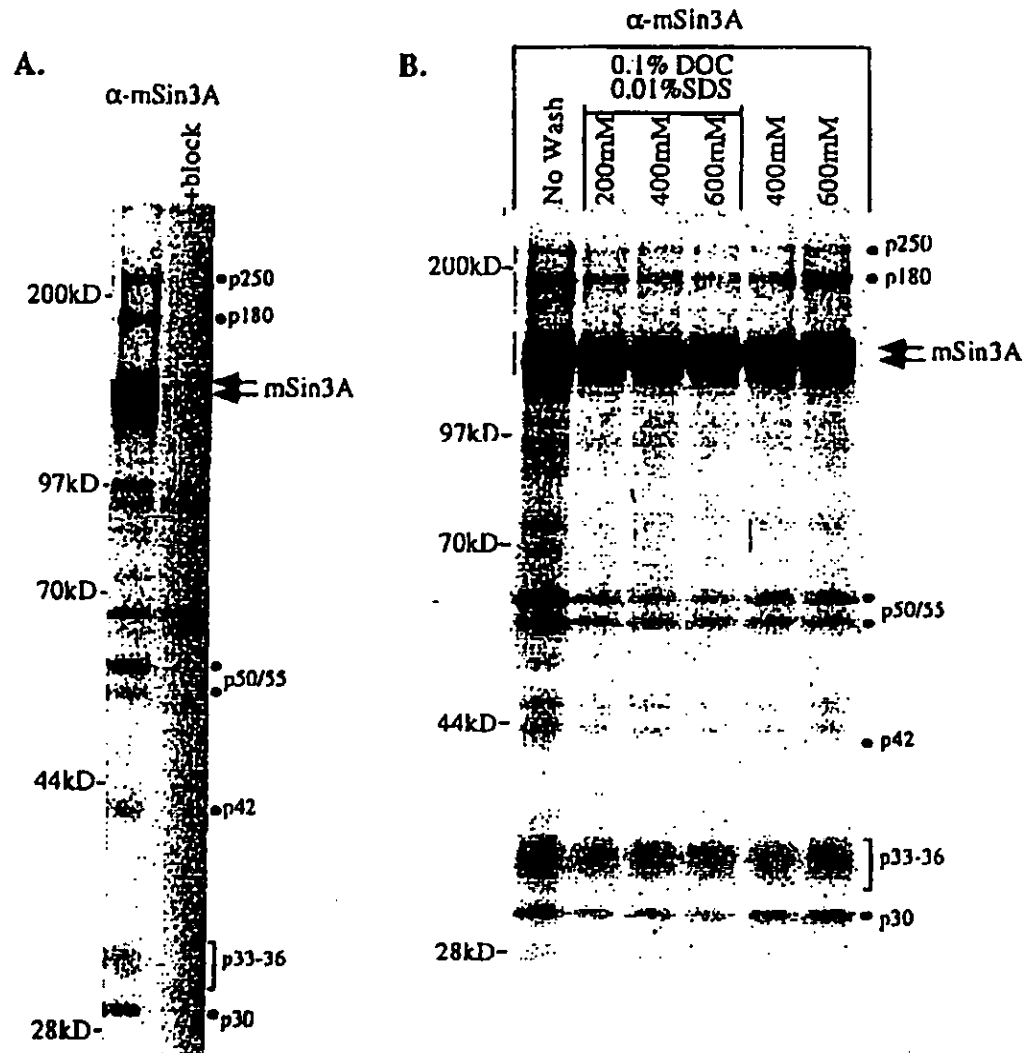 A.
α-mSin3A
+block
200kD-
97kD-
70kD-
44kD-
28kD-
p250
p180
mSin3A
p50/55
p42
p33-36
p30
B.
α-mSin3A
0.1% DOC
0.01%SDS
No Wash
200mM
400mM
600mM
400mM
600mM
200kD-
97kD-
70kD-
44kD-
28kD-
p250
p180
mSin3A
p50/55
p42
p33-36
p30